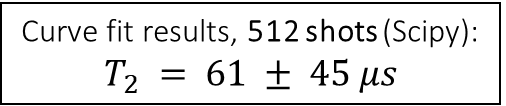 Curve fit results, 512 shots (Scipy):
T₂ = 61 ± 45 μs